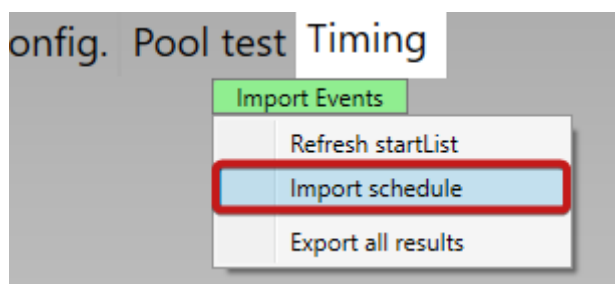 onfig. Pool test Timing
Import Events
Refresh startList
Import schedule
Export all results